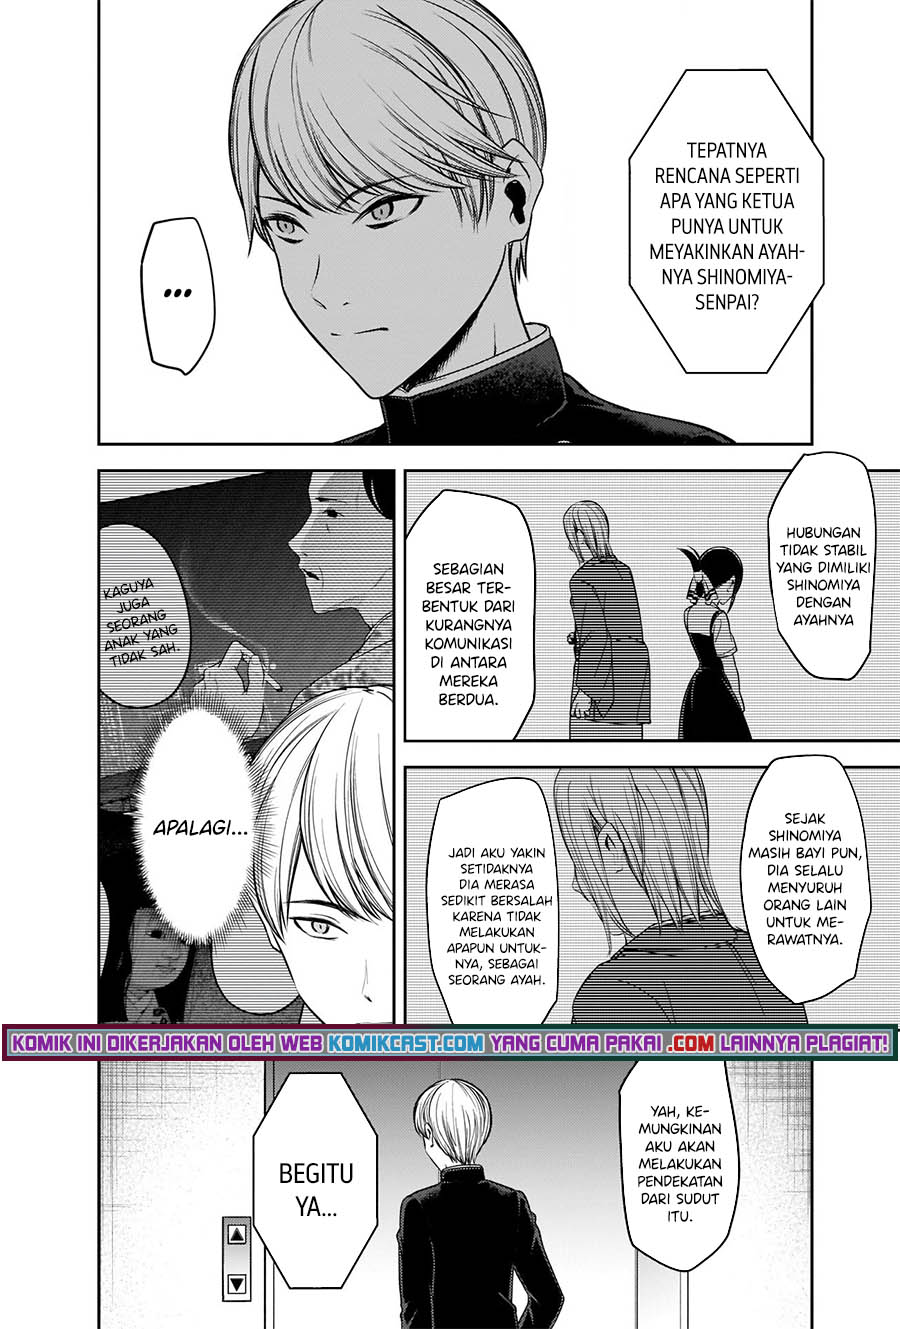 TEPATNYA
RENCANA SEPERTI
APA YANG KETUA
PUNYA UNTUK
MEYAKINKAN AYAH-
NYA SHINOMIYA-
SENPAI?
...
HUBUNGAN
TIDAK STABIL
YANG DIMILIKI
SHINOMIYA
DENGAN
AYAHNYA
SEBAGIAN
BESAR TER-
BENTUK DARI
KURANGNYA
KOMUNIKASI
DI ANTARA
MEREKA
BERDUA.
KAGUYA
JUGA
SEORANG
ANAK YANG
TIDAK SAH.
APALAGI...
SEJAK
SHINOMIYA
MASIH BAYI PUN,
DIA SELALU
MENYURUH
ORANG LAIN
UNTUK ME-
RAWATNYA.
JADI AKU YAKIN
SETIDAKNYA
DIA MERASA
SEDIKIT BERSALAH
KARENA TIDAK
MELAKUKAN
APAPUN UNTUK-
NYA, SEBAGAI
SEORANG AYAH.
KOMIK INI DIKERJAKAN OLEH WEB KOMIKCAST.COM YANG CUMA PAKAI .COM LAINNYA PLAGIAT!
YAH, KE-
MUNGKINAN
AKU AKAN
MELAKUKAN
PENDEKATAN
DARI SUDUT
ITU.
BEGITU
YA...